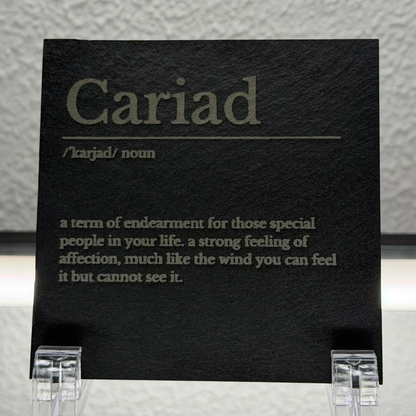 Cariad
/'karjad/ noun
a term of endearment for those special
people in your life. a strong feeling of
affection, much like the wind you can feel
it but cannot see it.